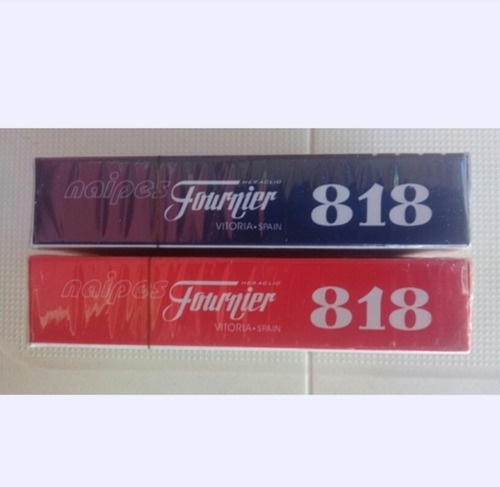 naipes
HERACLIO
Fournier
VITORIA • SPAIN
818
naipes
HERACLIO
Fournier
VITORIA • SPAIN
818